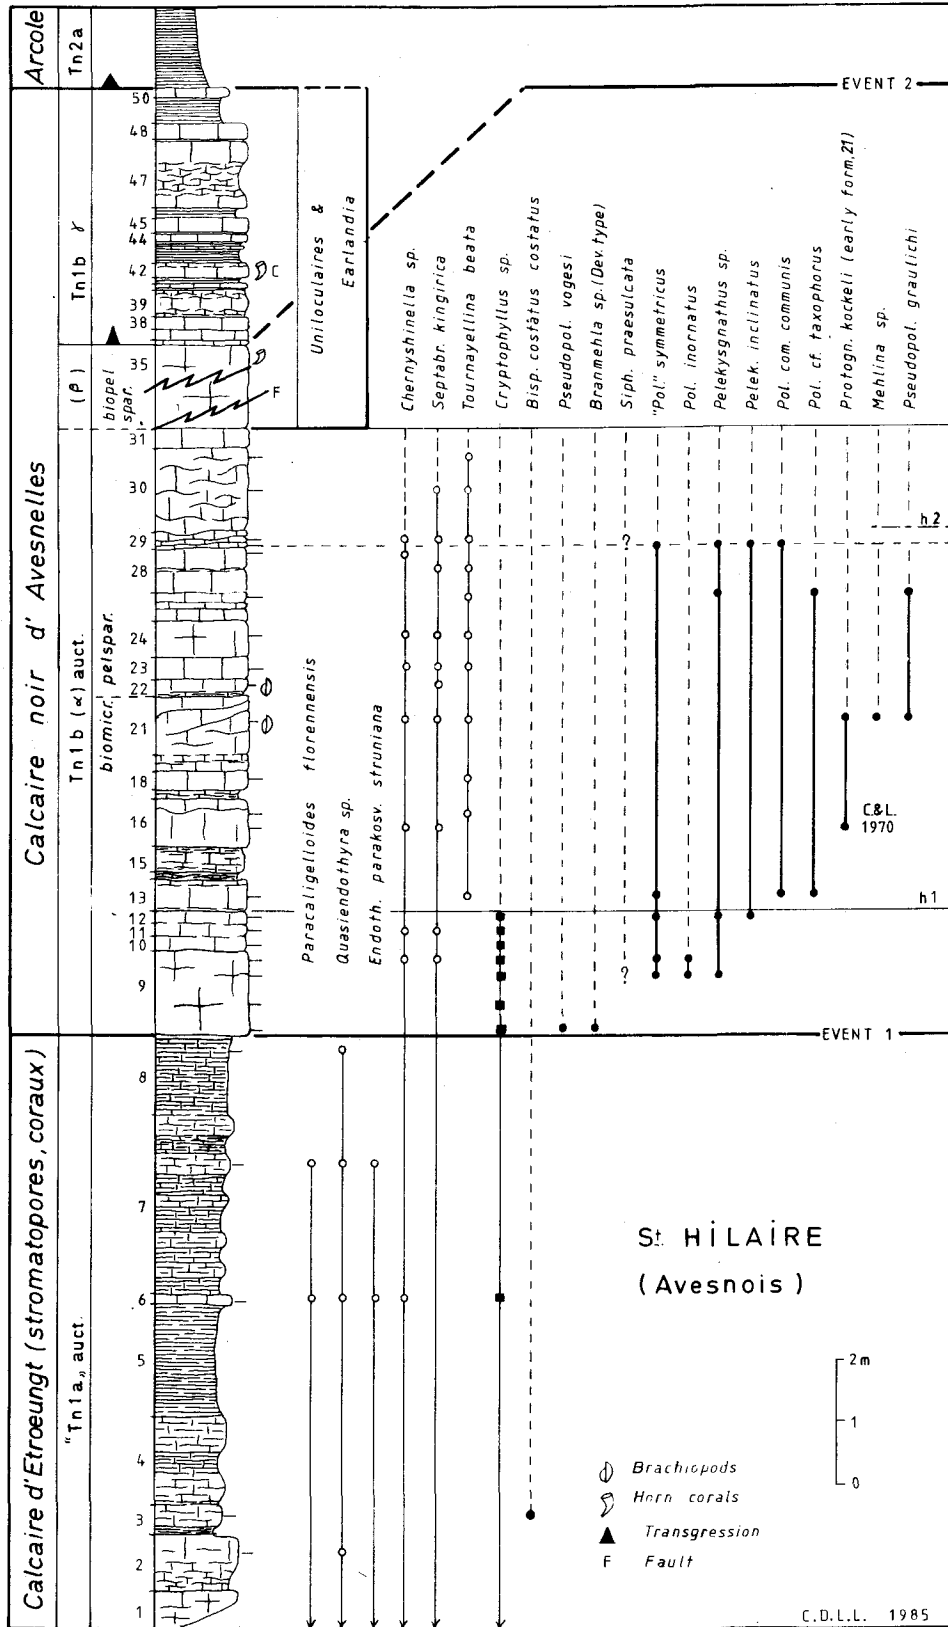 Arcole
Tn2a
EVENT 2
Calcaire noir d' Avesnelles
Tn1b γ
(β)
biopel
spar.
Tn1b (α) auct.
pelspar.
biomicr.
50
48
47
45
44
42
39
38
35
31
30
29
28
24
23
22
21
18
16
15
13
12
11
10
9
C
F
Uniloculaires &
Earlandia
Paracaligelloides florennensis
Quasiendothyra sp.
Endoth. parakosv. struniana
Chernyshinella sp.
Septabr. kingirica
Tournayellina beata
Cryptophyllus sp.
Bisp. costatus costatus
Pseudopol. vogesi
Branmehla sp. (Dev. type)
Siph. praesulcata
"Pol." symmetricus
Pol. inornatus
Pelekysgnathus sp.
Pelek. inclinatus
Pol. com. communis
Pol. cf. taxophorus
Protogn. kockeli (early form, 21)
Mehlina sp.
Pseudopol. graulichi
h2
?
C.&L.
1970
h1
?
EVENT 1
Calcaire d'Etrœungt (stromatopores, coraux)
"Tn1a„ auct.
8
7
6
5
4
3
2
1
St HİLAİRE
(Avesnois)
2m
1
0
Brachiopods
Horn corals
Transgression
F Fault
C.D.L.L. 1985